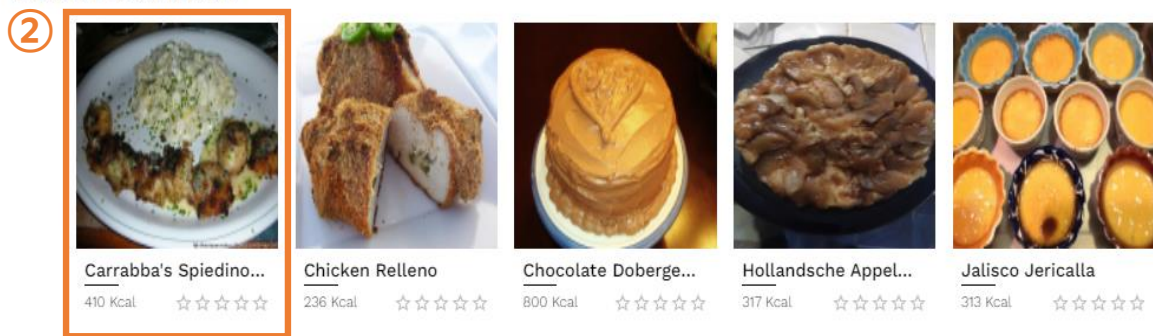 ②
Carrabba's Spiedino...
410 Kcal
Chicken Relleno
236 Kcal
Chocolate Doberge...
800 Kcal
Hollandsche Appel...
317 Kcal
Jalisco Jericalla
313 Kcal